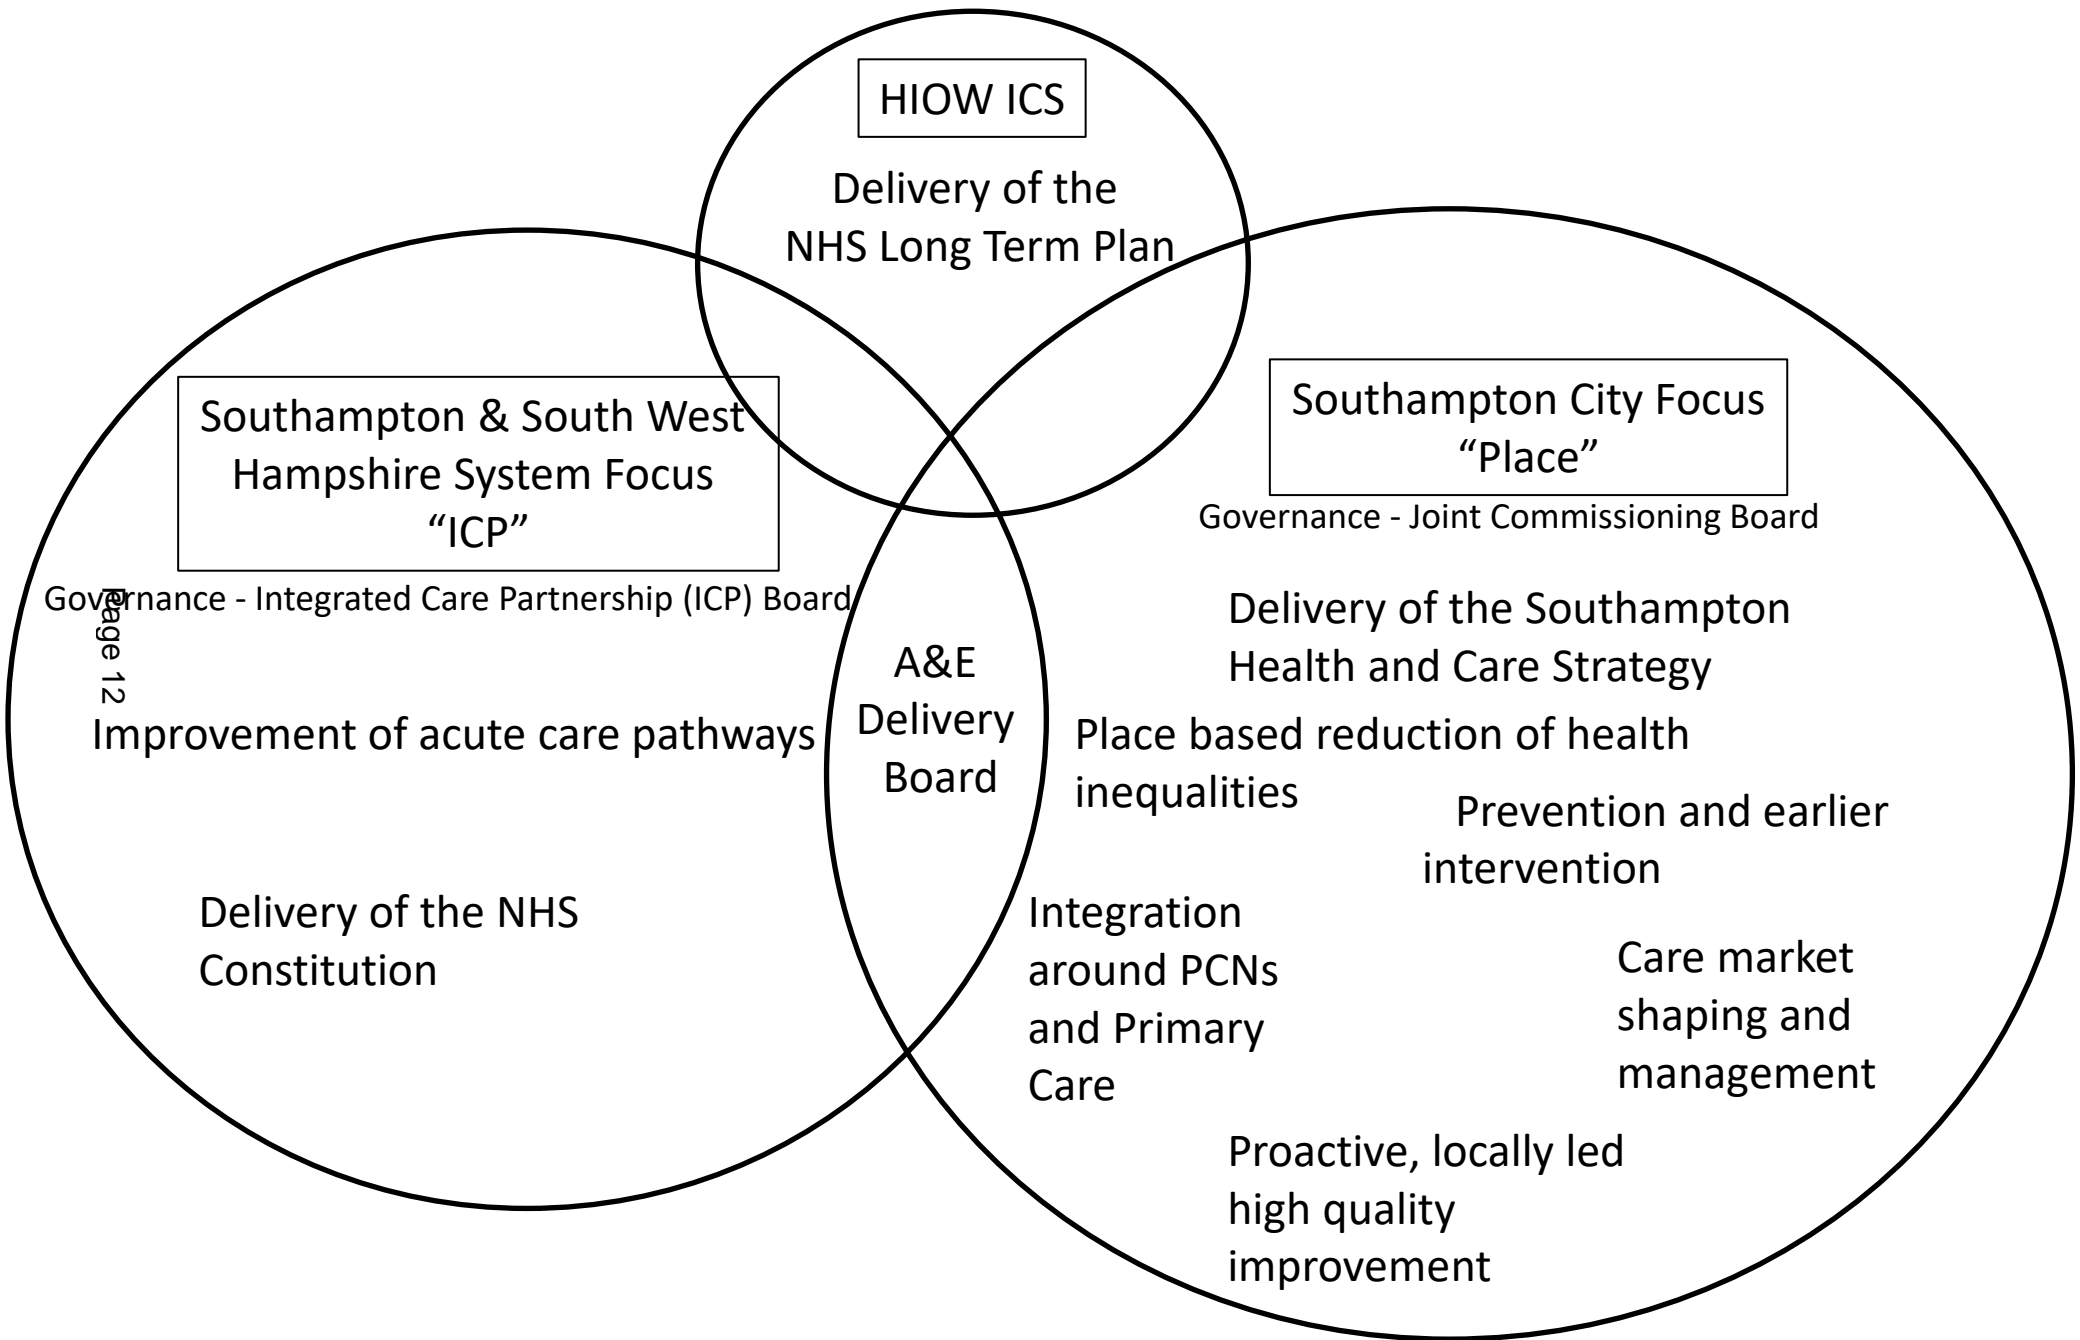 HIOW ICS
Delivery of the
NHS Long Term Plan
Southampton & South West
Hampshire System Focus
“ICP”
Governance - Integrated Care Partnership (ICP) Board
Page 12
Improvement of acute care pathways
Delivery of the NHS
Constitution
A&E
Delivery
Board
Southampton City Focus
“Place”
Governance - Joint Commissioning Board
Delivery of the Southampton
Health and Care Strategy
Place based reduction of health
inequalities
Prevention and earlier
intervention
Integration
around PCNs
and Primary
Care
Care market
shaping and
management
Proactive, locally led
high quality
improvement